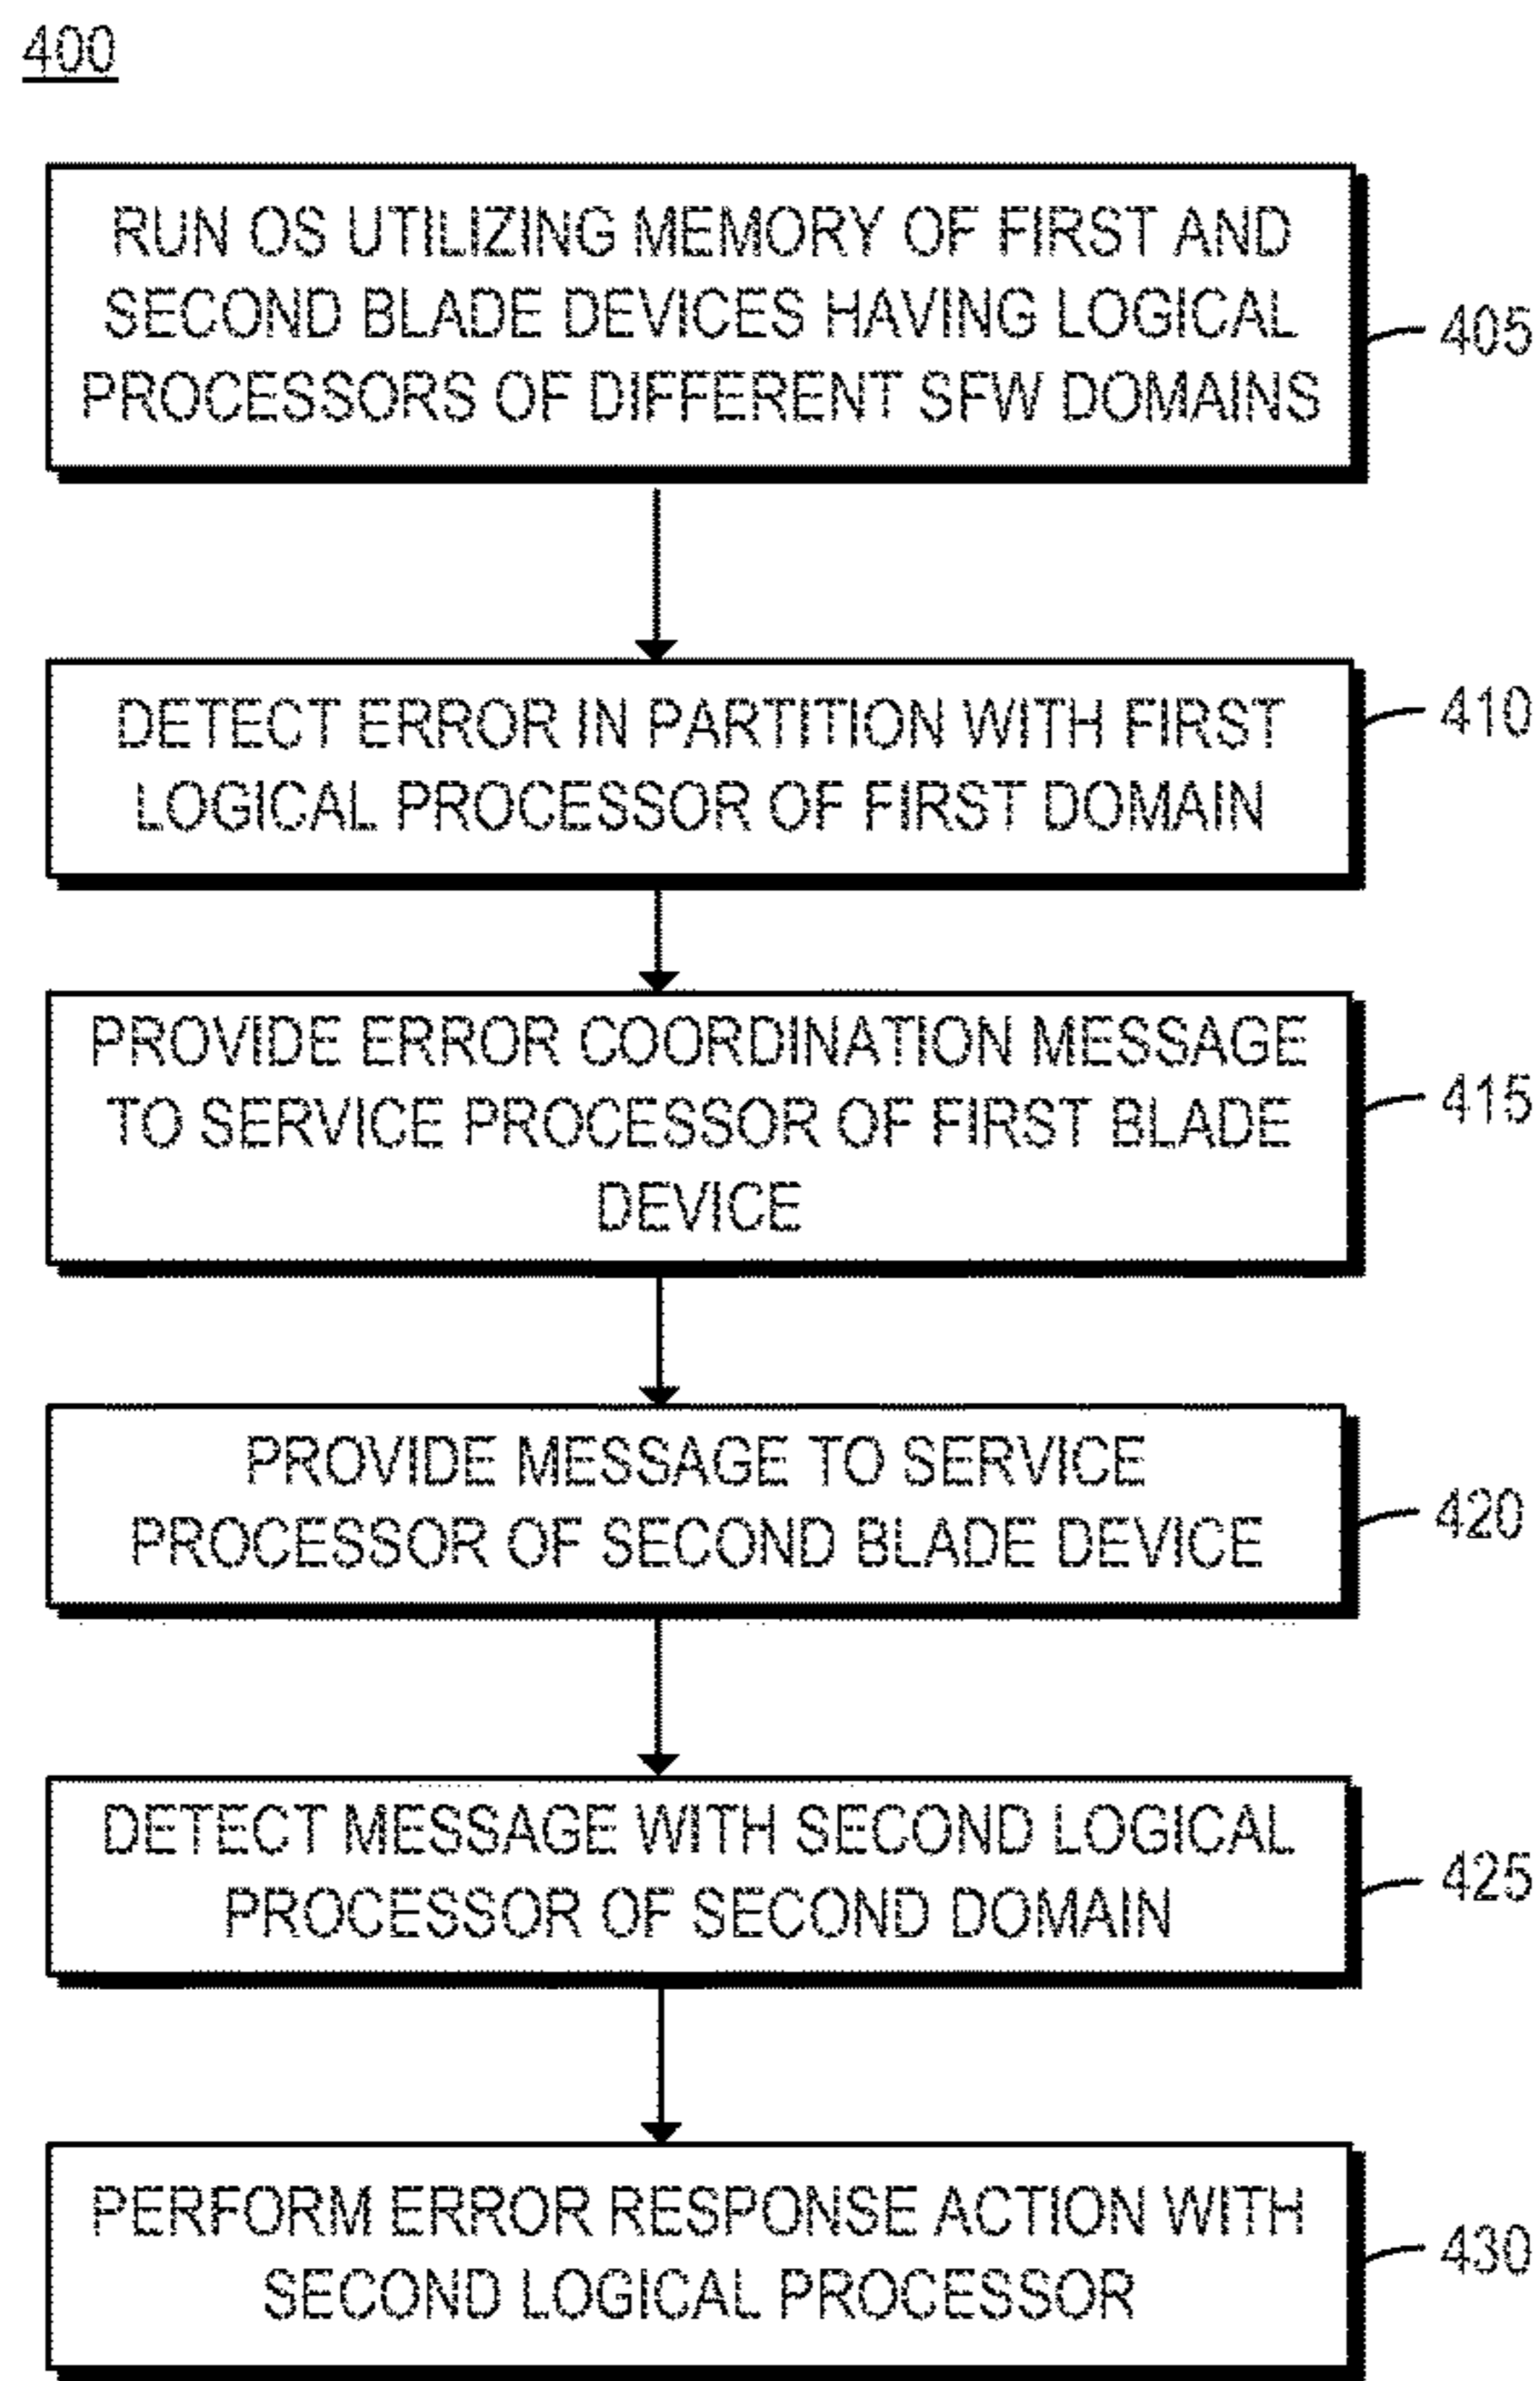 400
RUN OS UTILIZING MEMORY OF FIRST AND
SECOND BLADE DEVICES HAVING LOGICAL
PROCESSORS OF DIFFERENT SFW DOMAINS
405
DETECT ERROR IN PARTITION WITH FIRST
LOGICAL PROCESSOR OF FIRST DOMAIN
410
PROVIDE ERROR COORDINATION MESSAGE
TO SERVICE PROCESSOR OF FIRST BLADE
DEVICE
415
PROVIDE MESSAGE TO SERVICE
PROCESSOR OF SECOND BLADE DEVICE
420
DETECT MESSAGE WITH SECOND LOGICAL
PROCESSOR OF SECOND DOMAIN
425
PERFORM ERROR RESPONSE ACTION WITH
SECOND LOGICAL PROCESSOR
430